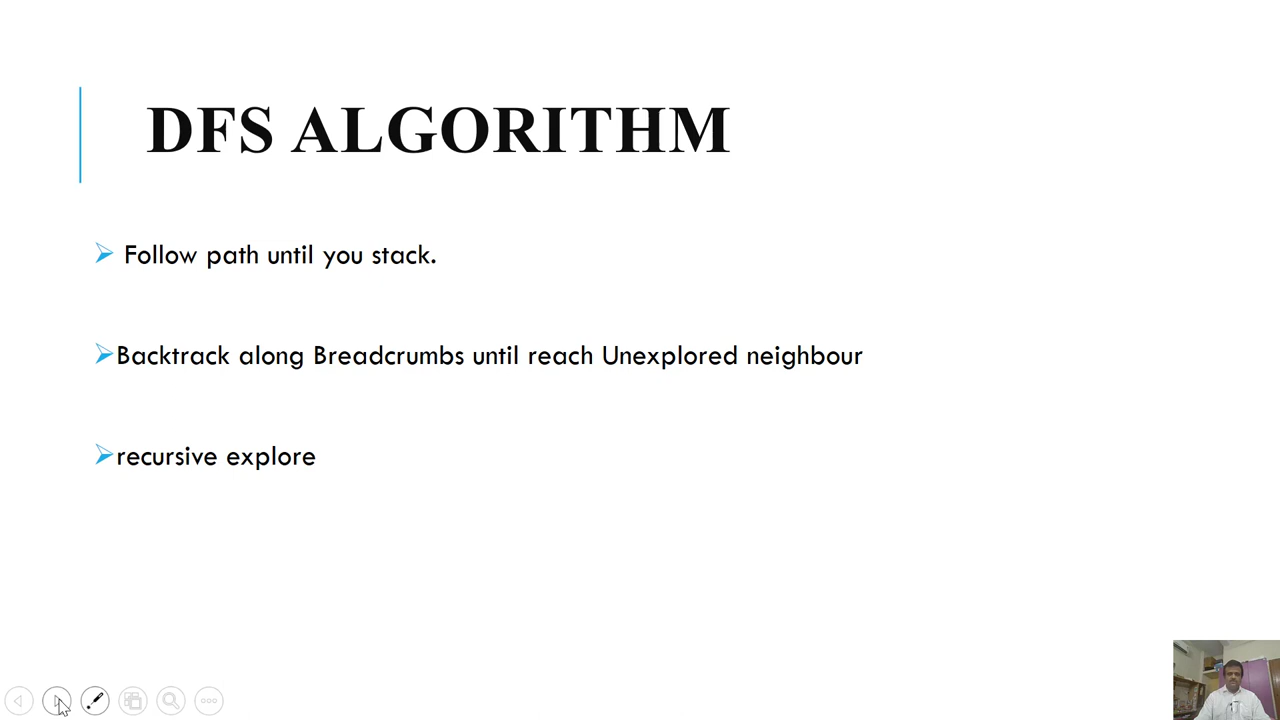 DFS ALGORITHM
Follow path until you stack.
Backtrack along Breadcrumbs until reach Unexplored neighbour
recursive explore